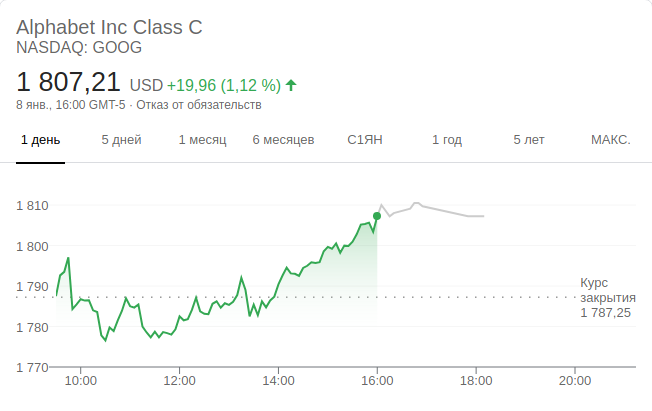 Alphabet Inc Class C
NASDAQ: GOOG
1 807,21 USD +19,96 (1,12 %)
8 янв., 16:00 GMT-5 · Отказ от обязательств
1 день 5 дней 1 месяц 6 месяцев С1ЯН 1 год 5 лет МАКС.
1 810
1 800
1 790
1 780
1 770
Курс
закрытия
1 787,25
10:00 12:00 14:00 16:00 18:00 20:00